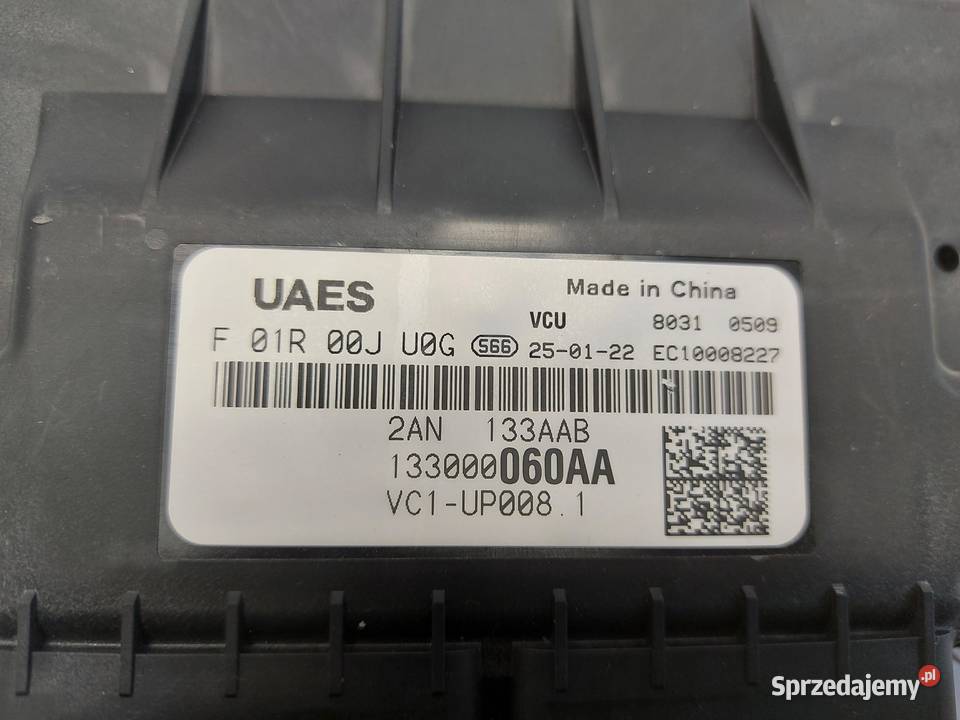 UAES
Made in China
VCU 8031 0509
F 01R 00J U0G 566 25-01-22 EC10008227
2AN 133AAB
133000060AA
VC1-UP008.1
Sprzedajemy.pl